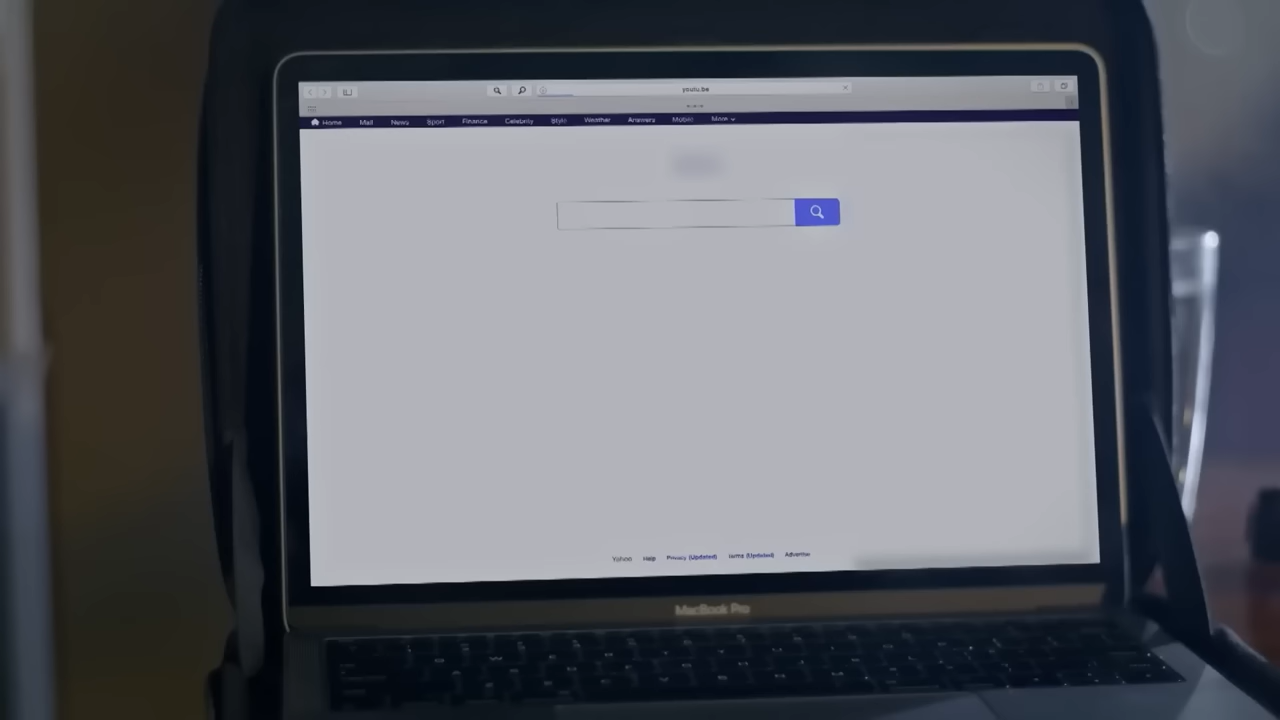 youtu.be
Home Mail News Sport Finance Celebrity Style Weather Answers Mobile More
Yahoo Help Privacy (Updated) Terms (Updated) Advertise
MacBook Pro